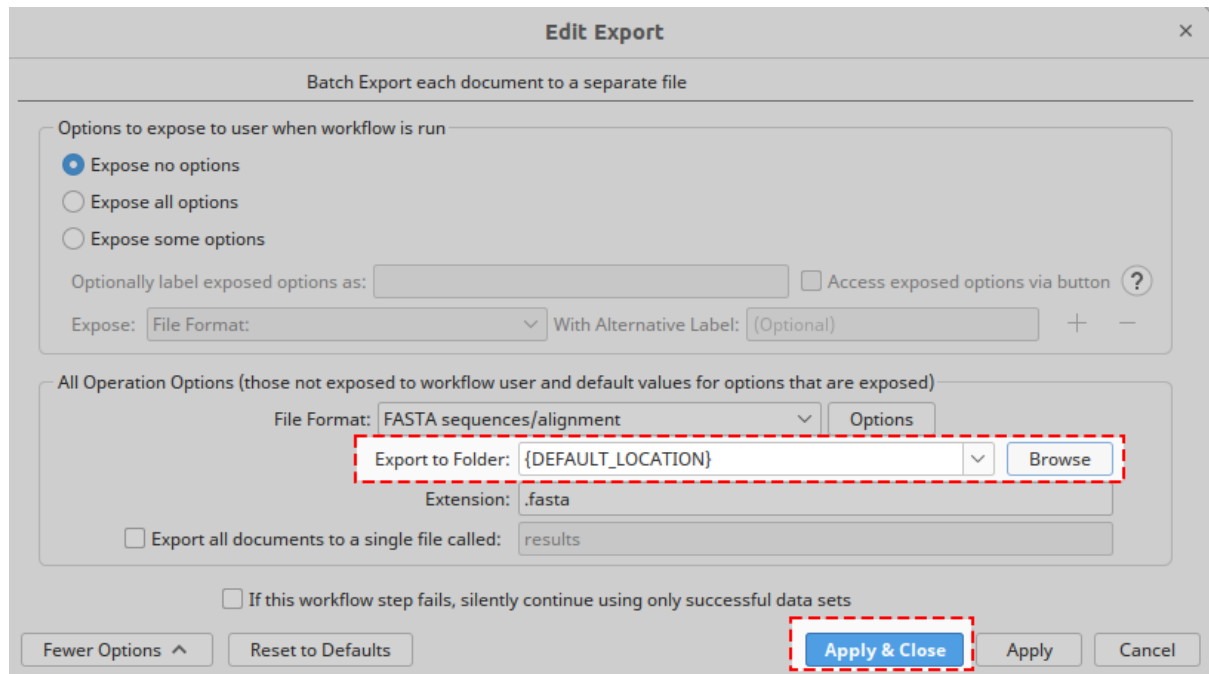 Edit Export
Batch Export each document to a separate file
Options to expose to user when workflow is run
Expose no options
Expose all options
Expose some options
Optionally label exposed options as: Access exposed options via button ?
Expose: File Format: With Alternative Label: (Optional)
All Operation Options (those not exposed to workflow user and default values for options that are exposed)
File Format: FASTA sequences/alignment Options
Export to Folder: {DEFAULT_LOCATION} Browse
Extension: .fasta
Export all documents to a single file called: results
If this workflow step fails, silently continue using only successful data sets
Fewer Options Reset to Defaults Apply & Close Apply Cancel